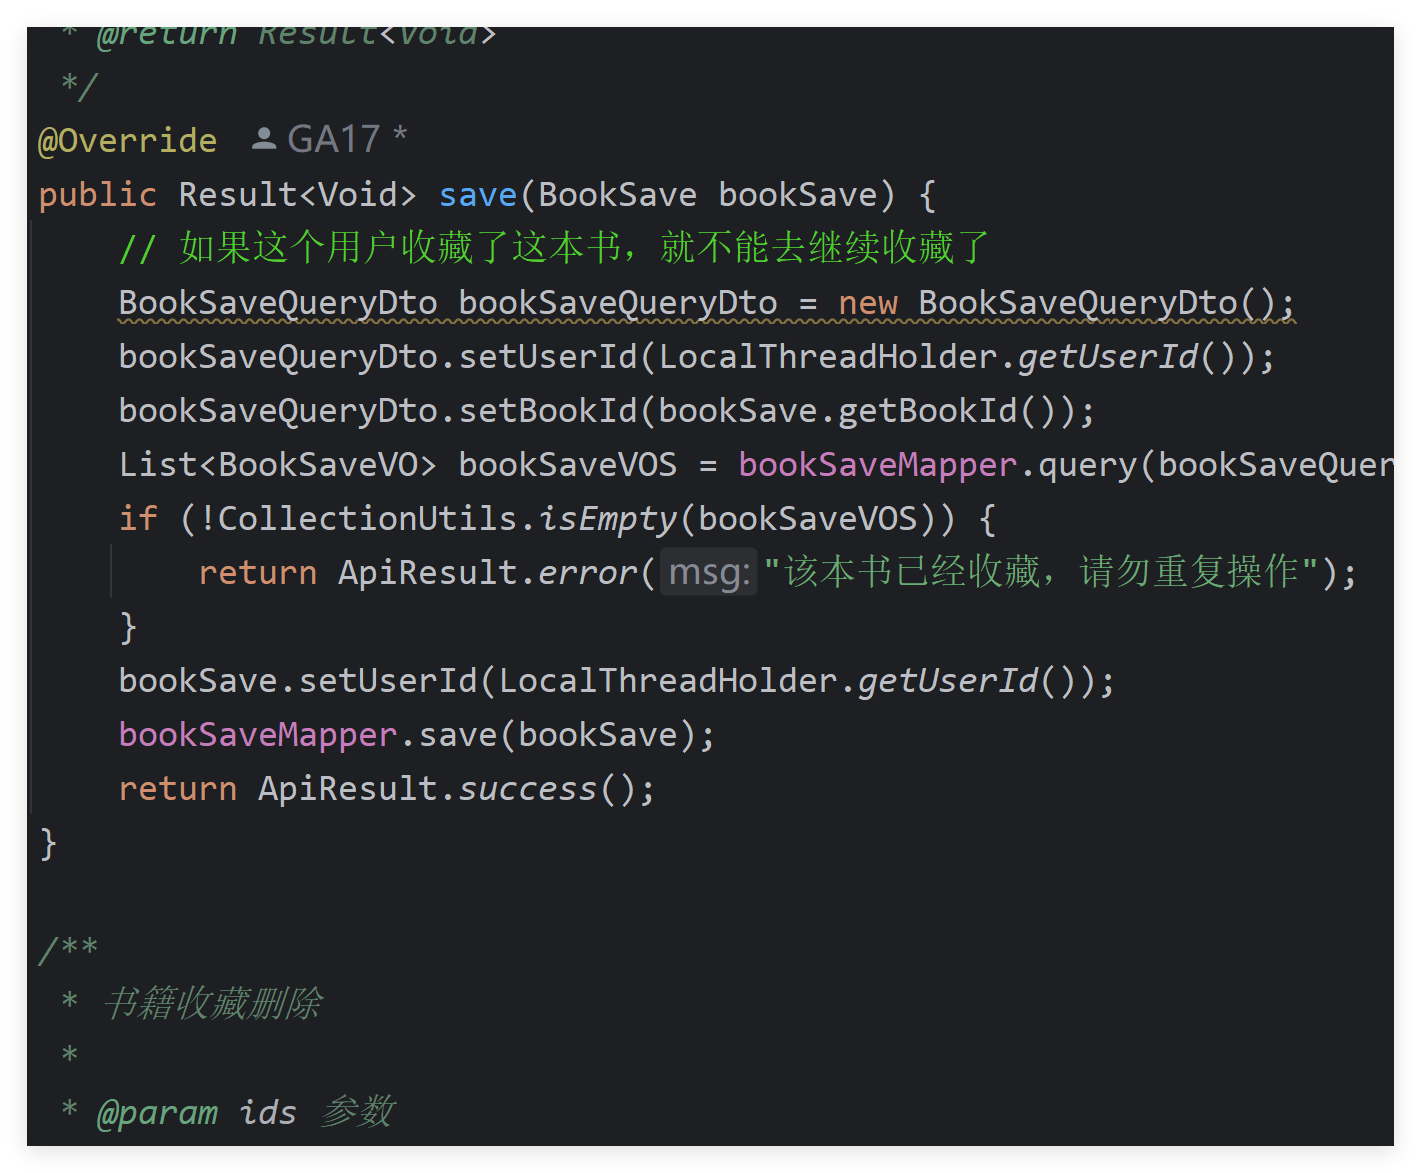 * @return Result<Void>
*/
@Override GA17 *
public Result<Void> save(BookSave bookSave) {
// 如果这个用户收藏了这本书，就不能去继续收藏了
BookSaveQueryDto bookSaveQueryDto = new BookSaveQueryDto();
bookSaveQueryDto.setUserId(LocalThreadHolder.getUserId());
bookSaveQueryDto.setBookId(bookSave.getBookId());
List<BookSaveVO> bookSaveVOS = bookSaveMapper.query(bookSaveQuer
if (!CollectionUtils.isEmpty(bookSaveVOS)) {
return ApiResult.error( msg: "该本书已经收藏，请勿重复操作");
}
bookSave.setUserId(LocalThreadHolder.getUserId());
bookSaveMapper.save(bookSave);
return ApiResult.success();
}
/**
* 书籍收藏删除
*
* @param ids 参数